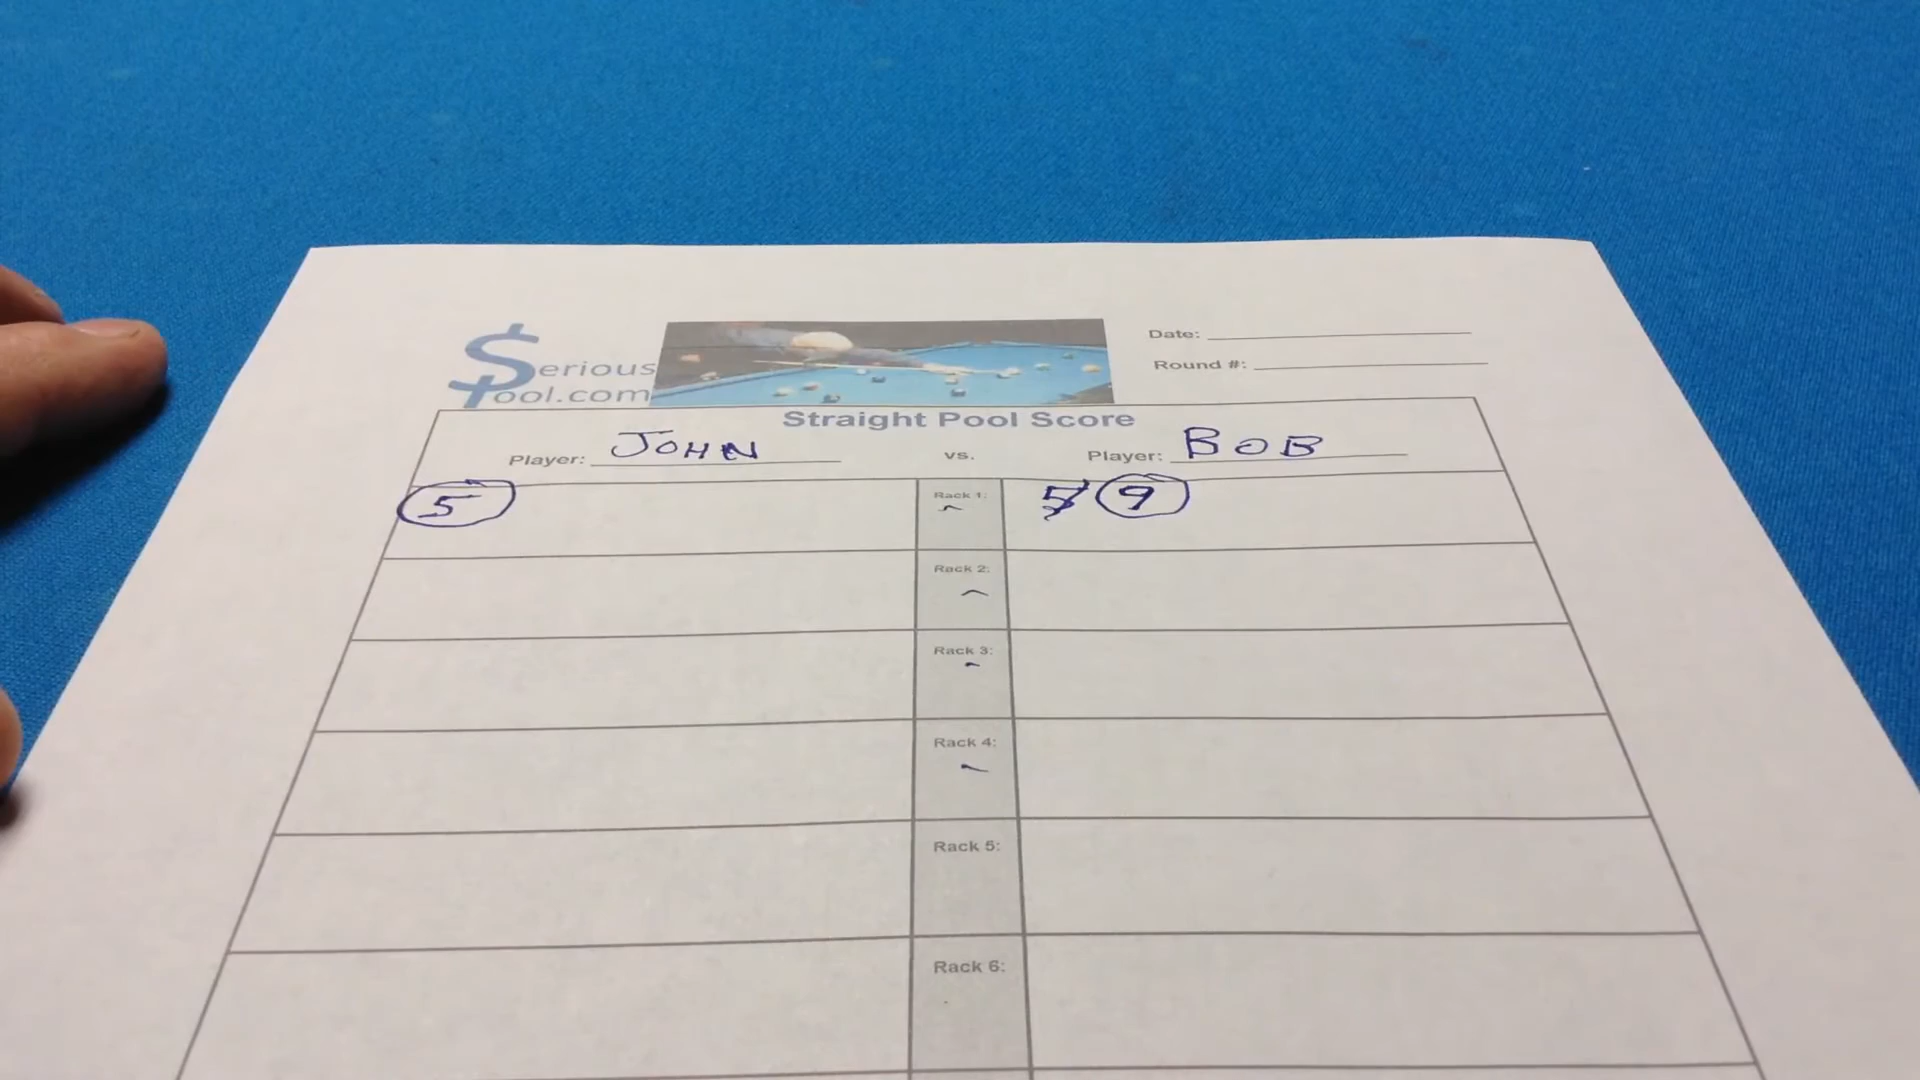 Serious
Pool.com
Date:
Round #:
Straight Pool Score
Player: JOHN vs. Player: BOB
5 Rack 1: 5 9
Rack 2:
Rack 3:
Rack 4:
Rack 5:
Rack 6: